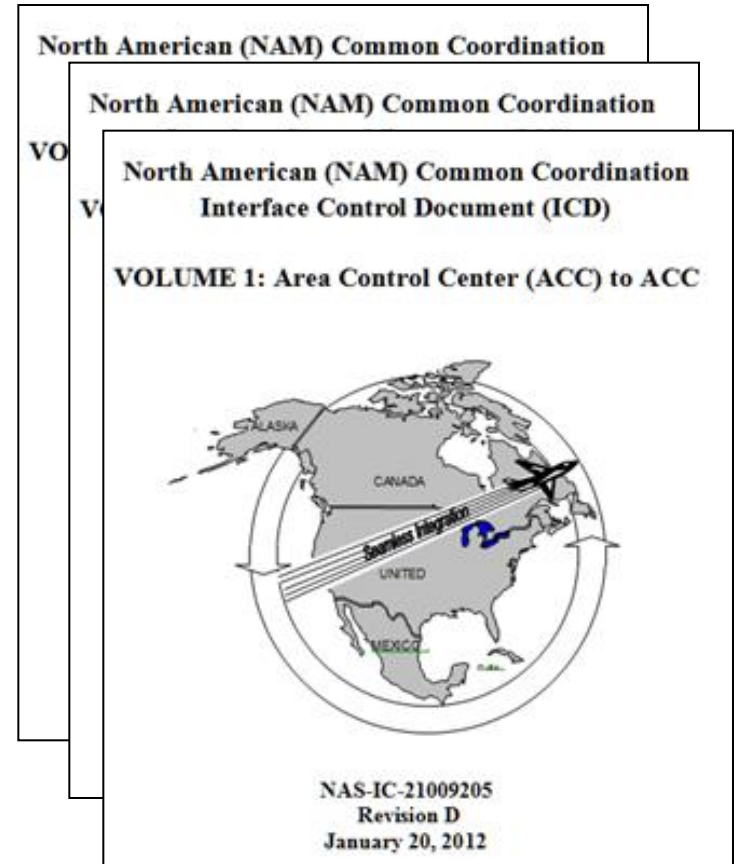 North American (NAM) Common Coordination
North American (NAM) Common Coordination
VO
North American (NAM) Common Coordination
V
Interface Control Document (ICD)
VOLUME 1: Area Control Center (ACC) to ACC
ALASKA
CANADA
Seamless Integration
UNITED
MEXICO
NAS-IC-21009205
Revision D
January 20, 2012